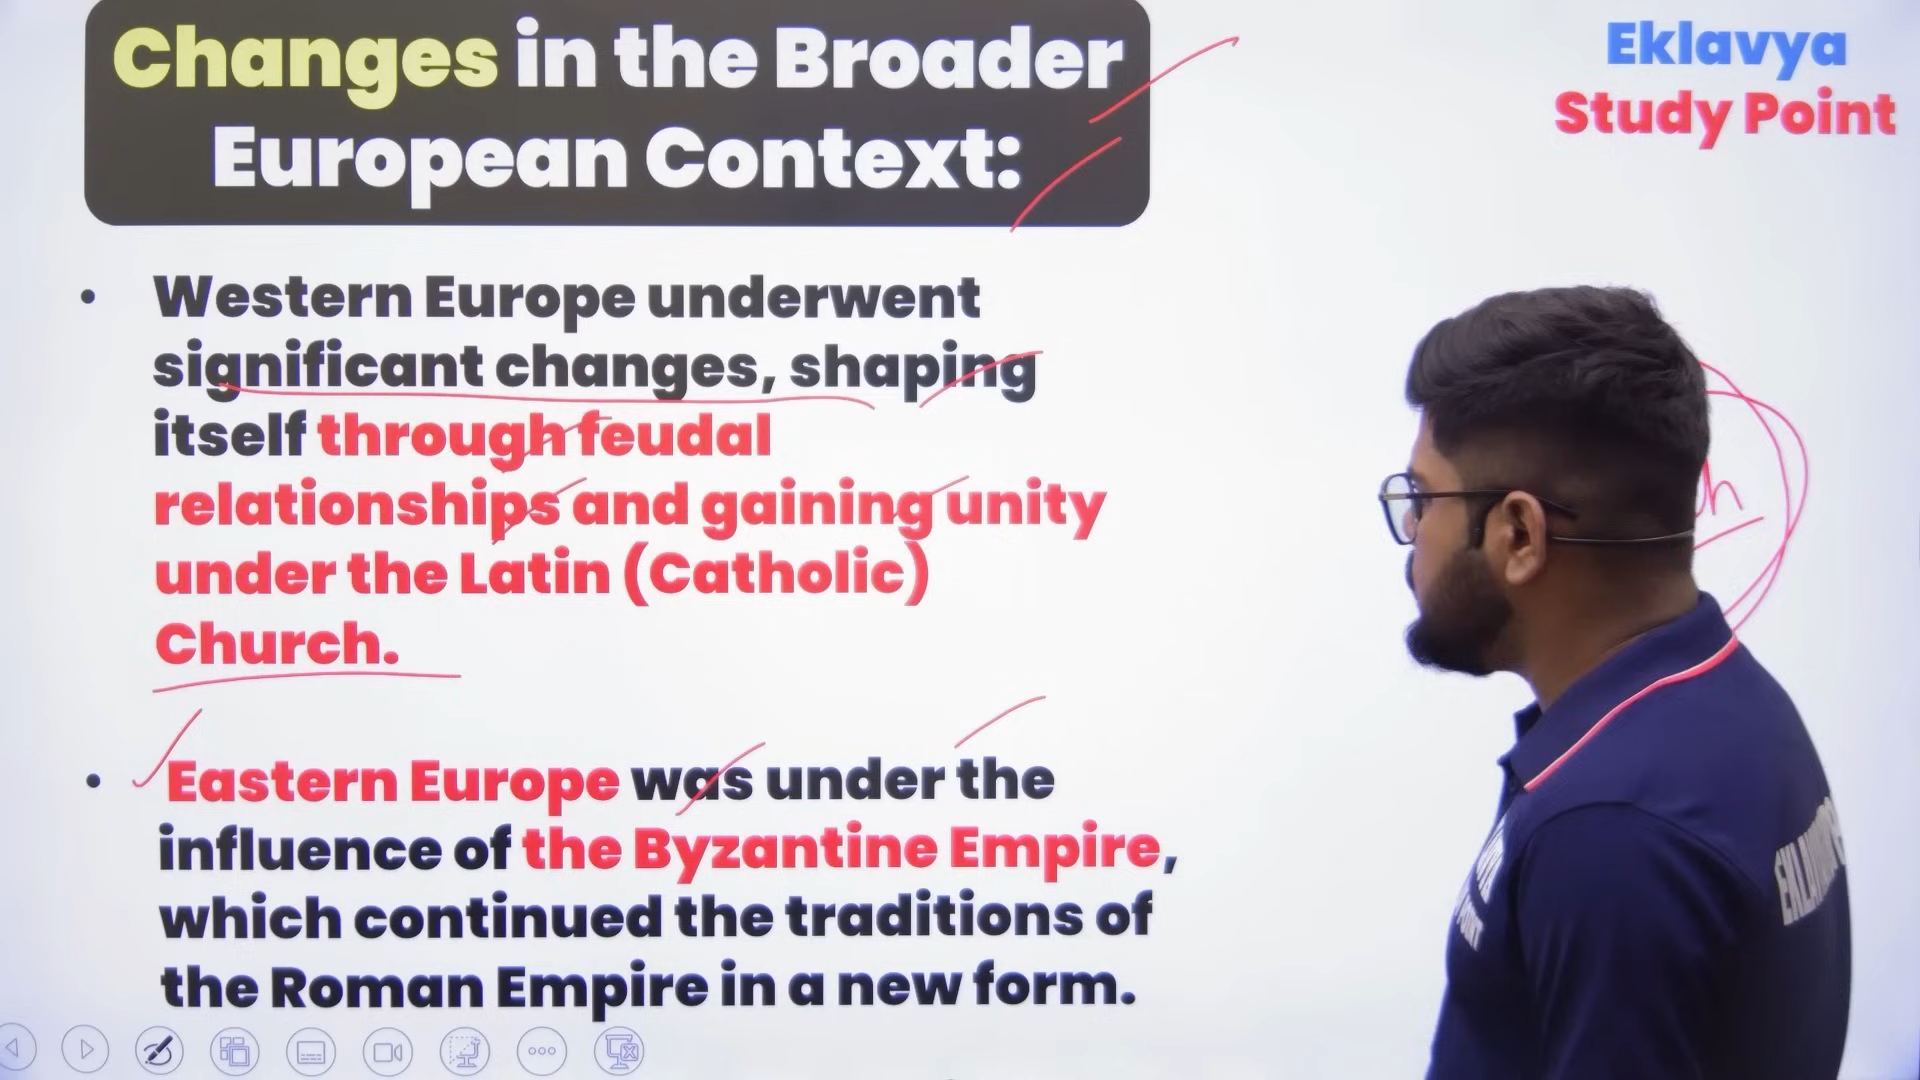 Changes in the Broader
European Context:
Eklavya
Study Point
• Western Europe underwent
significant changes, shaping
itself through feudal
relationships and gaining unity
under the Latin (Catholic)
Church.
• Eastern Europe was under the
influence of the Byzantine Empire,
which continued the traditions of
the Roman Empire in a new form.